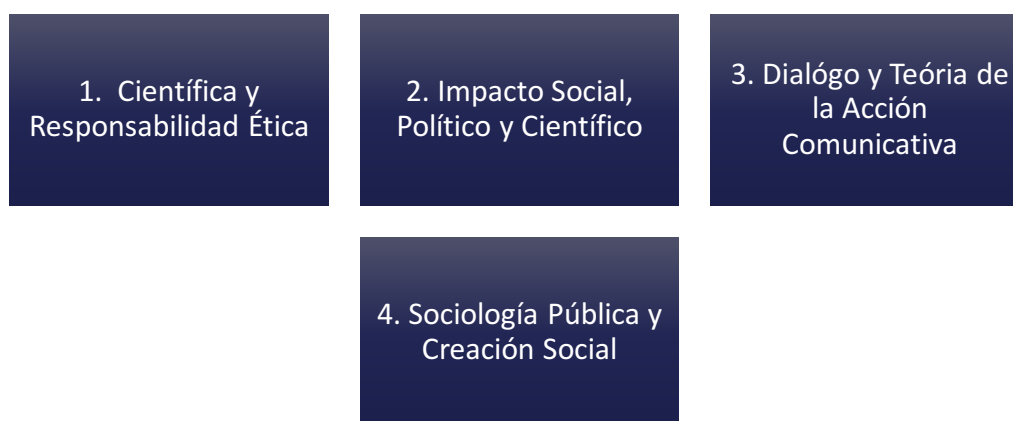 1. Científica y
Responsabilidad Ética
2. Impacto Social,
Político y Científico
3. Dialógo y Teória de
la Acción
Comunicativa
4. Sociología Pública y
Creación Social